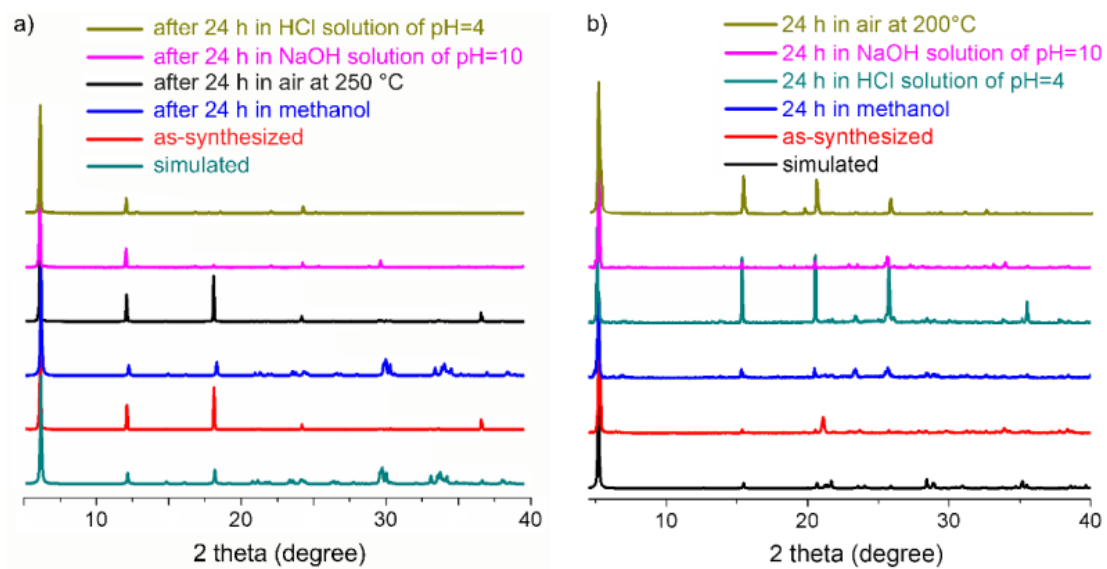 a)
after 24 h in HCl solution of pH=4
after 24 h in NaOH solution of pH=10
after 24 h in air at 250 °C
after 24 h in methanol
as-synthesized
simulated
10
20
30
40
2 theta (degree)
b)
24 h in air at 200°C
24 h in NaOH solution of pH=10
24 h in HCl solution of pH=4
24 h in methanol
as-synthesized
simulated
10
20
30
40
2 theta (degree)